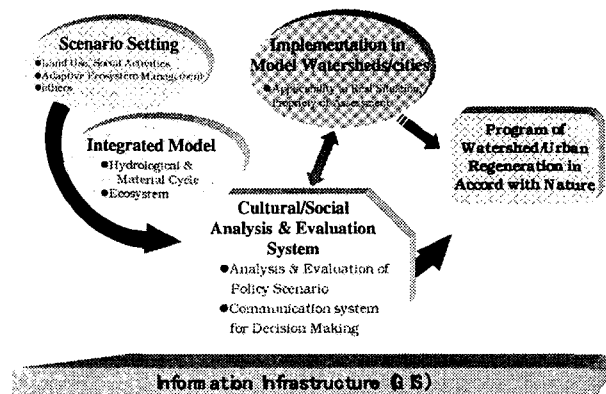 Scenario Setting
●Land Use, Social Activities
●Adaptive Ecosystem Management
●others
Implementation in
Model Watersheds/cities
●Applicability to Real Situation,
Propriety of Assessment
Integrated Model
●Hydrological &
Material Cycle
●Ecosystem
Program of
Watershed/Urban
Regeneration in
Accord with Nature
Cultural/Social
Analysis & Evaluation
System
●Analysis & Evaluation of
Policy Scenario
●Communication system
for Decision Making
Information Infrastructure (GIS)